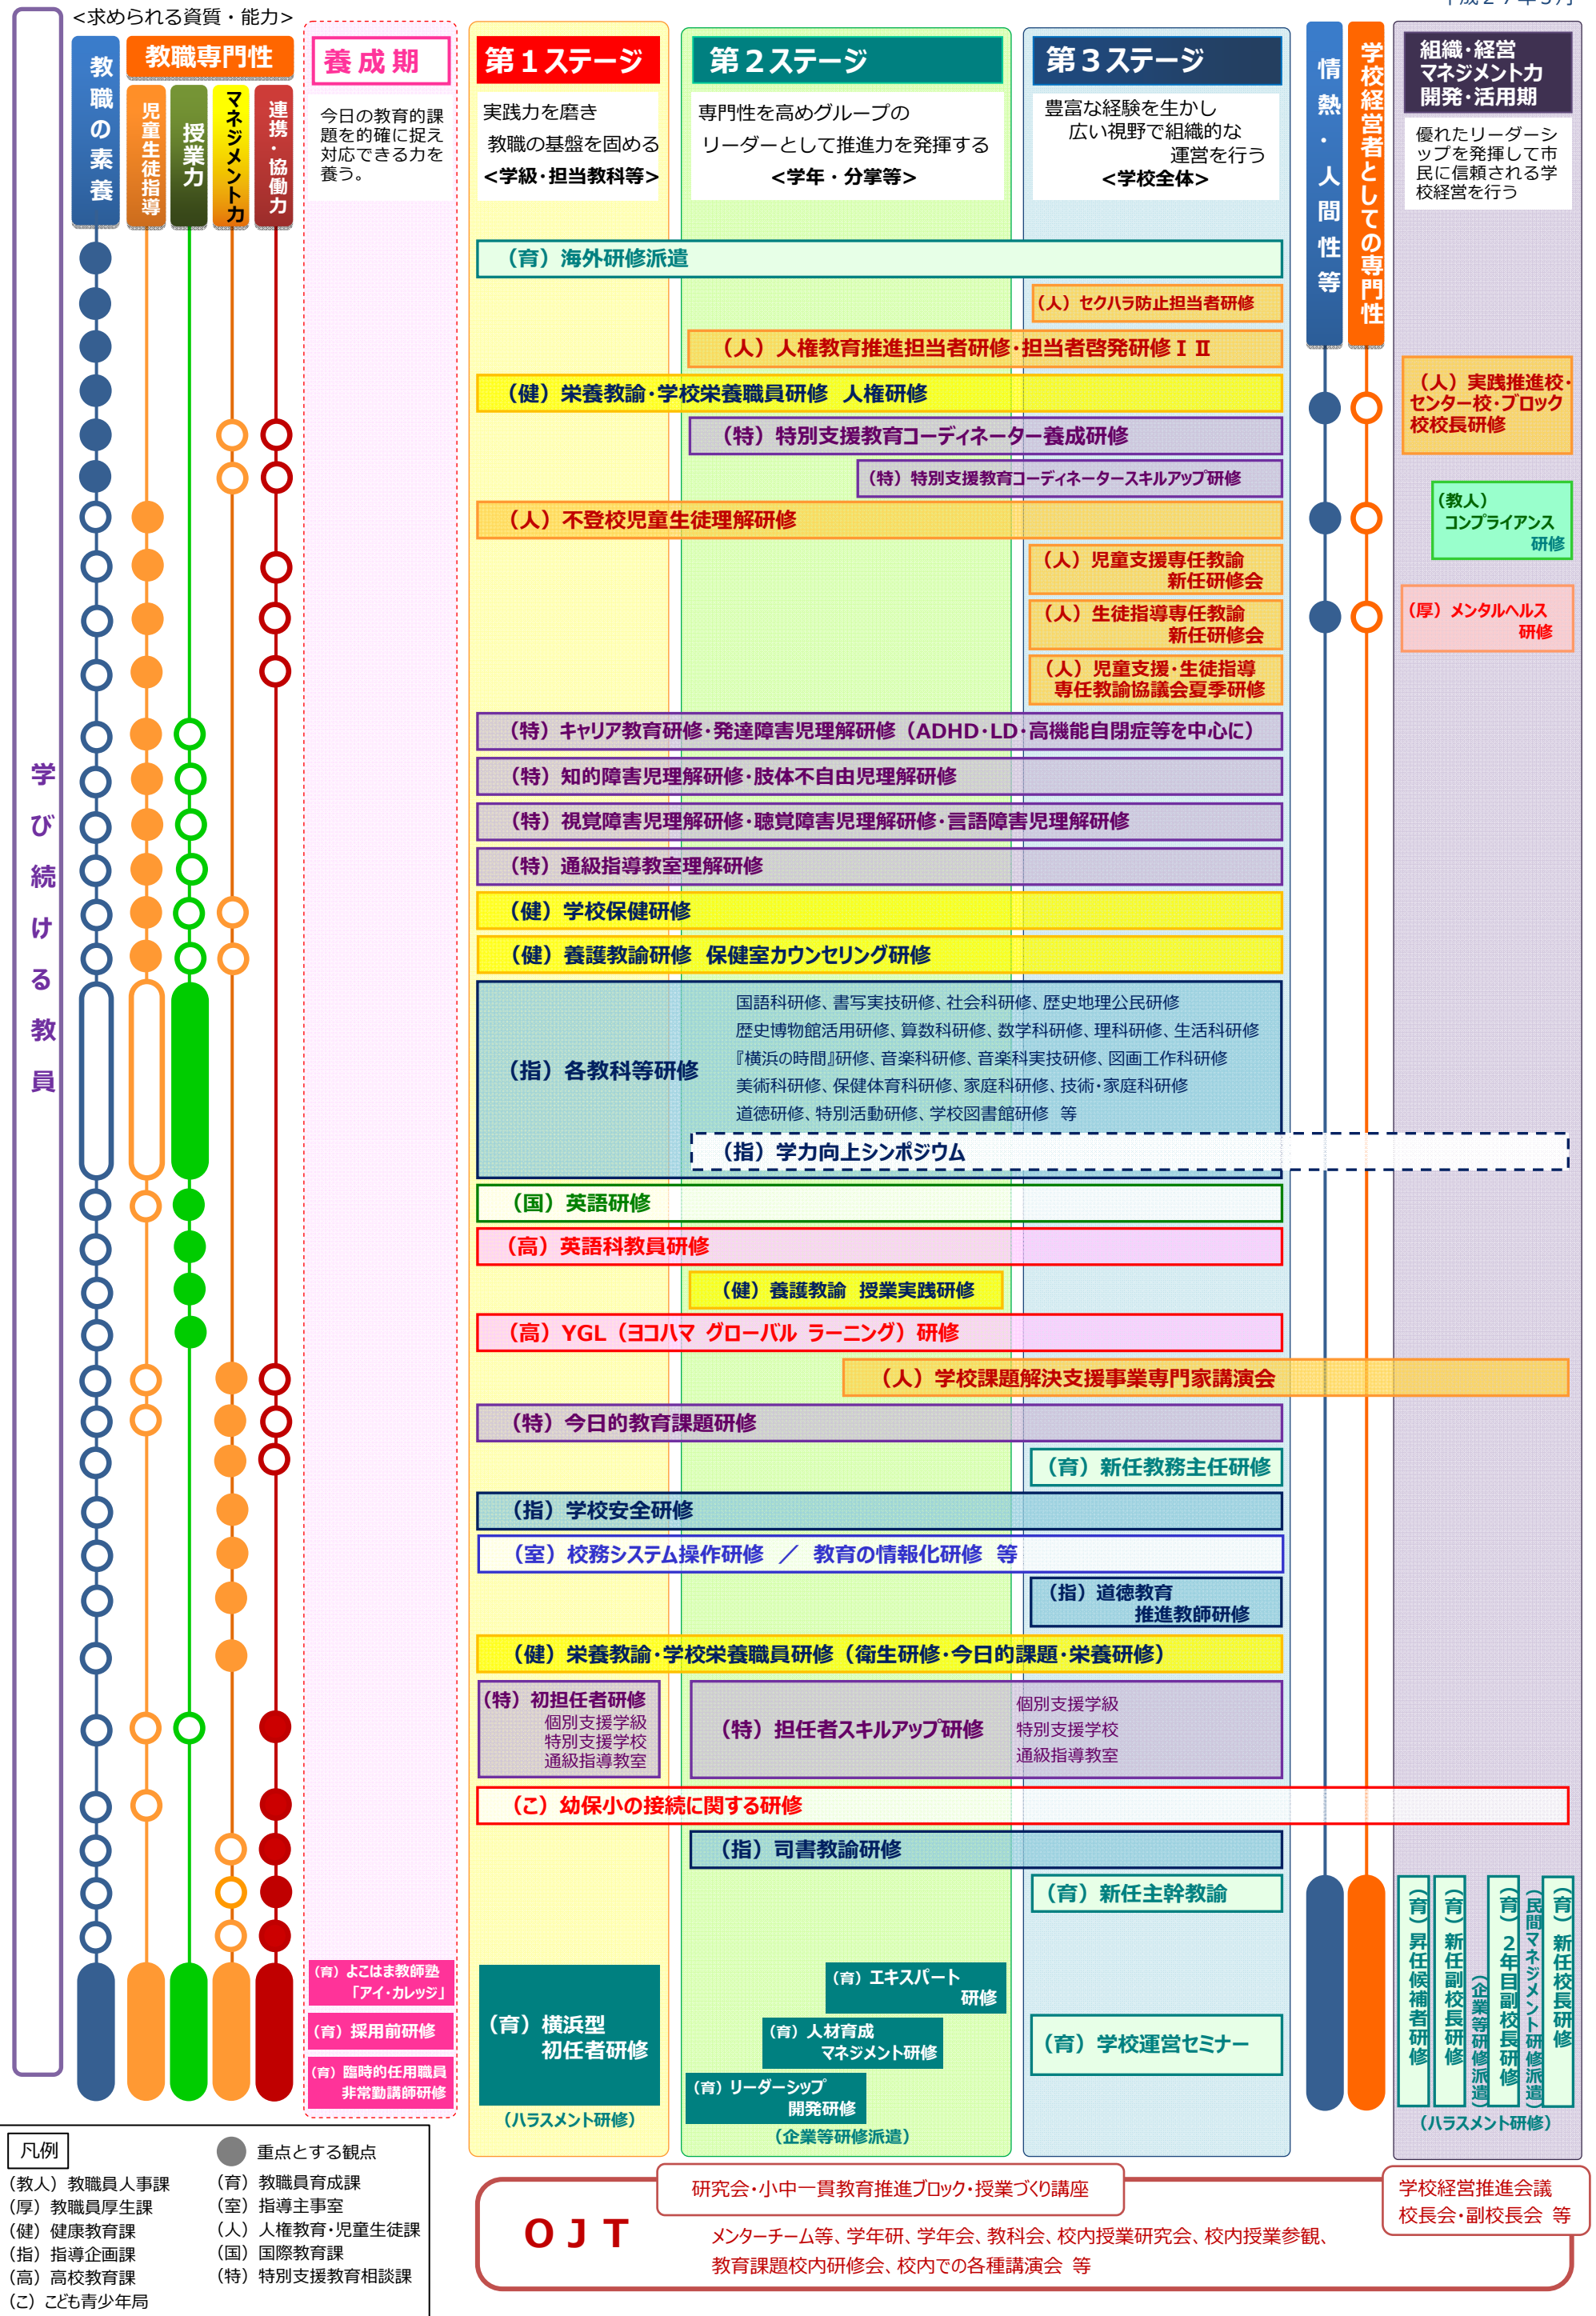 平成27年3月
<求められる資質・能力>
学び続ける教員
教職の素養
教職専門性
児童生徒指導
授業力
マネジメント力
連携・協働力
養成期
今日の教育的課
題を的確に捉え
対応できる力を
養う。
第1ステージ
実践力を磨き
教職の基盤を固める
<学級・担当教科等>
第2ステージ
専門性を高めグループの
リーダーとして推進力を発揮する
<学年・分掌等>
第3ステージ
豊富な経験を生かし
広い視野で組織的な
運営を行う
<学校全体>
情熱・人間性等
学校経営者としての専門性
組織・経営
マネジメント力
開発・活用期
優れたリーダーシ
ップを発揮して市
民に信頼される学
校経営を行う
（育）海外研修派遣
（人）セクハラ防止担当者研修
（人）人権教育推進担当者研修・担当者啓発研修ⅠⅡ
（健）栄養教諭・学校栄養職員研修 人権研修
（人）実践推進校・
センター校・ブロック
校校長研修
（特）特別支援教育コーディネーター養成研修
（特）特別支援教育コーディネータースキルアップ研修
（教人）
コンプライアンス
研修
（人）不登校児童生徒理解研修
（人）児童支援専任教諭
新任研修会
（人）生徒指導専任教諭
新任研修会
（厚）メンタルヘルス
研修
（人）児童支援・生徒指導
専任教諭協議会夏季研修
（特）キャリア教育研修・発達障害児理解研修（ADHD・LD・高機能自閉症等を中心に）
（特）知的障害児理解研修・肢体不自由児理解研修
（特）視覚障害児理解研修・聴覚障害児理解研修・言語障害児理解研修
（特）通級指導教室理解研修
（健）学校保健研修
（健）養護教諭研修 保健室カウンセリング研修
（指）各教科等研修
国語科研修、書写実技研修、社会科研修、歴史地理公民研修
歴史博物館活用研修、算数科研修、数学科研修、理科研修、生活科研修
『横浜の時間』研修、音楽科研修、音楽科実技研修、図画工作科研修
美術科研修、保健体育科研修、家庭科研修、技術・家庭科研修
道徳研修、特別活動研修、学校図書館研修 等
（指）学力向上シンポジウム
（国）英語研修
（高）英語科教員研修
（健）養護教諭 授業実践研修
（高）YGL（ヨコハマ グローバル ラーニング）研修
（人）学校課題解決支援事業専門家講演会
（特）今日的教育課題研修
（育）新任教務主任研修
（指）学校安全研修
（室）校務システム操作研修 ／ 教育の情報化研修 等
（指）道徳教育
推進教師研修
（健）栄養教諭・学校栄養職員研修（衛生研修・今日的課題・栄養研修）
（特）初担任者研修
個別支援学級
特別支援学校
通級指導教室
（特）担任者スキルアップ研修
個別支援学級
特別支援学校
通級指導教室
（こ）幼保小の接続に関する研修
（指）司書教諭研修
（育）新任主幹教諭
（育）よこはま教師塾
「アイ・カレッジ」
（育）採用前研修
（育）臨時的任用職員
非常勤講師研修
（育）横浜型
初任者研修
（ハラスメント研修）
（育）エキスパート
研修
（育）人材育成
マネジメント研修
（育）リーダーシップ
開発研修
（企業等研修派遣）
（育）学校運営セミナー
（育）昇任候補者研修
（育）新任副校長研修
（企業等研修派遣）
（育）２年目副校長研修
（民間マネジメント研修派遣）
（育）新任校長研修
（ハラスメント研修）
凡例
重点とする観点
（教人）教職員人事課
（厚）教職員厚生課
（健）健康教育課
（指）指導企画課
（高）高校教育課
（こ）こども青少年局
（育）教職員育成課
（室）指導主事室
（人）人権教育・児童生徒課
（国）国際教育課
（特）特別支援教育相談課
OJT
研究会・小中一貫教育推進ブロック・授業づくり講座
メンターチーム等、学年研、学年会、教科会、校内授業研究会、校内授業参観、
教育課題校内研修会、校内での各種講演会 等
学校経営推進会議
校長会・副校長会 等